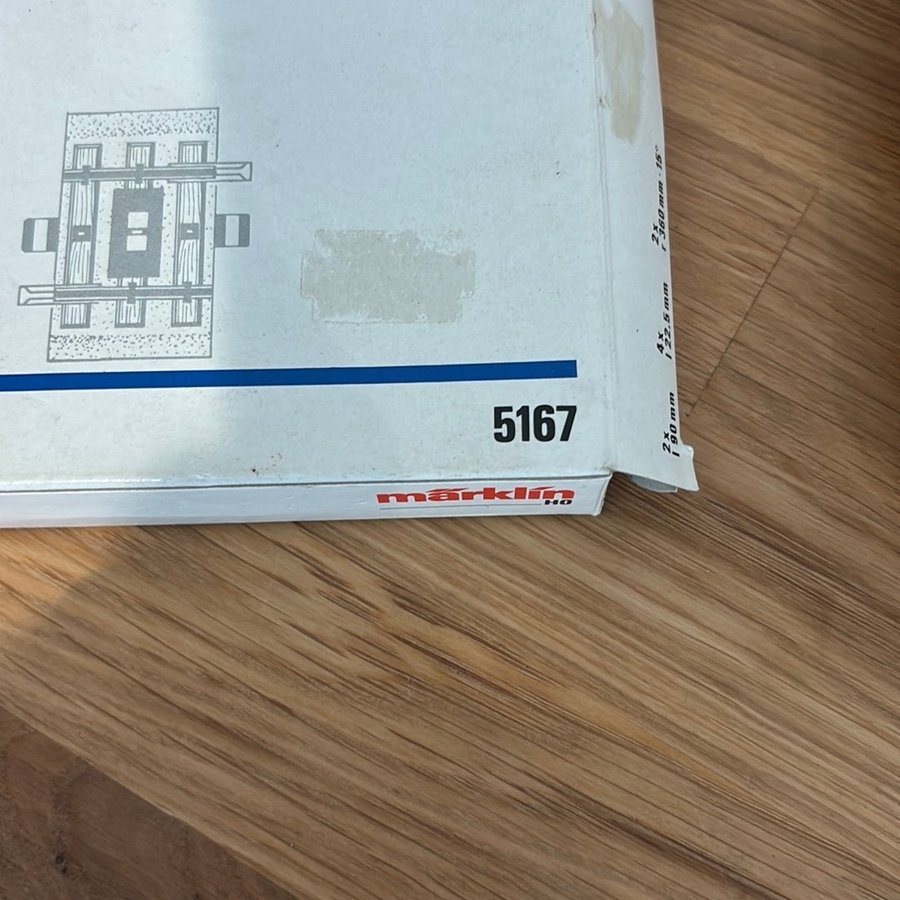 5167
märklin
HO
2x
r 360 mm · 15°
4x
l 22.5 mm
2x
l 90 mm